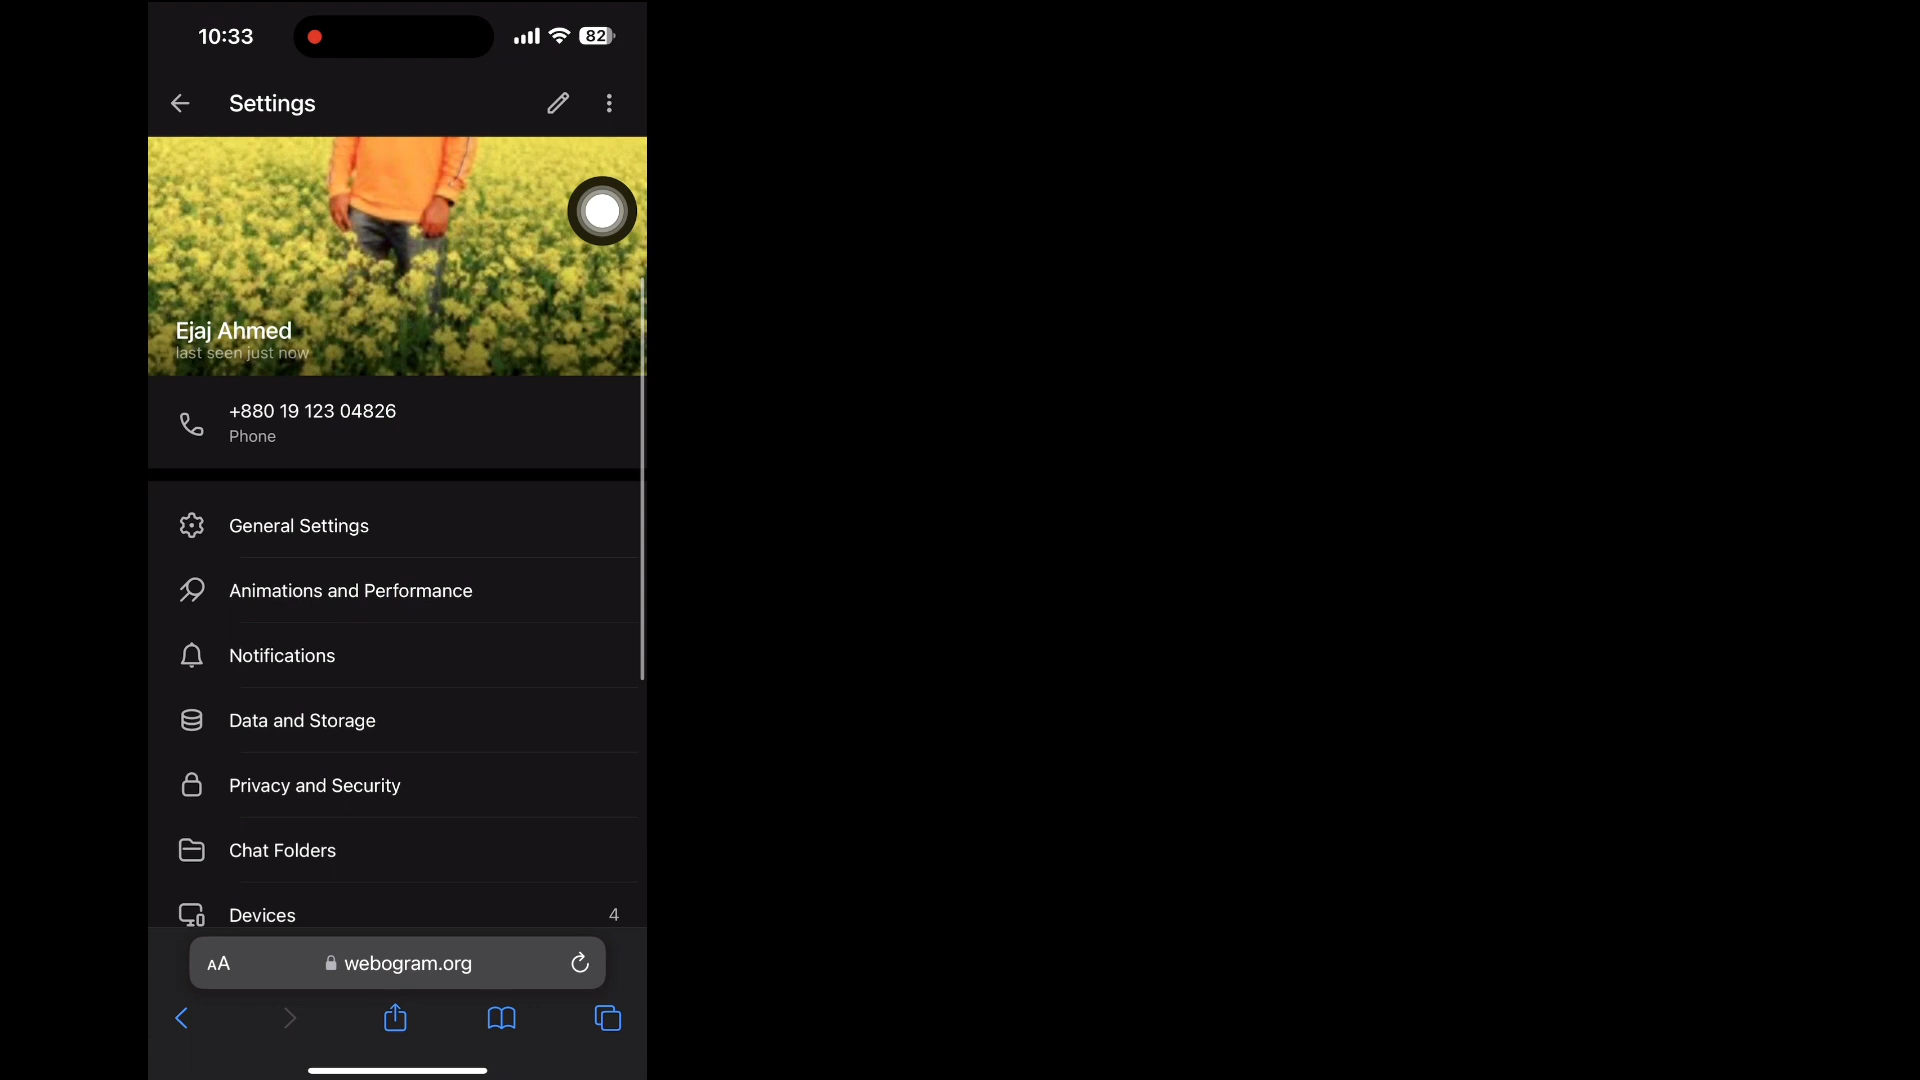 10:33
82
Settings
Ejaj Ahmed
last seen just now
+880 19 123 04826
Phone
General Settings
Animations and Performance
Notifications
Data and Storage
Privacy and Security
Chat Folders
Devices 4
AA webogram.org